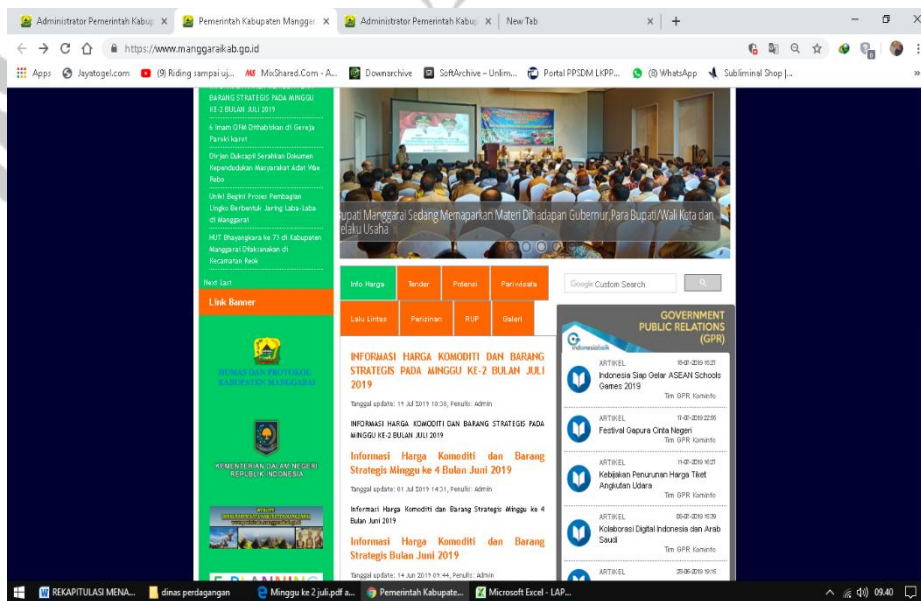 Administrator Pemerintah Kabup
Pemerintah Kabupaten Manggar
Administrator Pemerintah Kabup
New Tab
https://www.manggaraikab.go.id
Apps
Jayatogel.com
(9) Riding sampai uj...
MixShared.Com - A...
Downarchive
SoftArchive – Unlim...
Portal PPSDM LKPP...
(8) WhatsApp
Subliminal Shop |...
BARANG STRATEGIS PADA MINGGU
KE-2 BULAN JULI 2019
6 Imam OFM Dithabiskan di Gereja
Paroki karot
Dirjen Dukcapil Serahkan Dokumen
Kependudukan Masyarakat Adat Wae
Rebo
Unik! Begini Proses Pembagian
Lingko Berbentuk Jaring Laba-Laba
di Manggarai
HUT Bhayangkara ke 73 di Kabupaten
Manggarai Dilaksanakan di
Kecamatan Reok
Next Last
Link Banner
HUMAS DAN PROTOKOL
KABUPATEN MANGGARAI
KEMENTERIAN DALAM NEGERI
REPUBLIK INDONESIA
E-PLANNING
upati Manggarai Sedang Memaparkan Materi Dihadapan Gubernur,Para Bupati/Wali Kota dan
elaku Usaha
Info Harga
Tender
Potensi
Pariwisata
Lalu Lintas
Perizinan
RUP
Galeri
INFORMASI HARGA KOMODITI DAN BARANG
STRATEGIS PADA MINGGU KE-2 BULAN JULI
2019
Tanggal update: 19 Jul 2019 10:38, Penulis: Admin
INFORMASI HARGA KOMODITI DAN BARANG STRATEGIS PADA
MINGGU KE-2 BULAN JULI 2019
Informasi Harga Komoditi dan Barang
Strategis Minggu ke 4 Bulan Juni 2019
Tanggal update: 01 Jul 2019 14:31, Penulis: Admin
Informasi Harga Komoditi dan Barang Strategis Minggu ke 4
Bulan Juni 2019
Informasi Harga Komoditi dan Barang
Strategis Bulan Juni 2019
Tanggal update: 14 Jun 2019 09:44, Penulis: Admin
Google Custom Search
GOVERNMENT
PUBLIC RELATIONS
(GPR)
indonesiabaik
ARTIKEL
Indonesia Siap Gelar ASEAN Schools
Games 2019
Tim GPR Kominfo
ARTIKEL
Festival Gapura Cinta Negeri
Tim GPR Kominfo
ARTIKEL
Kebijakan Penurunan Harga Tiket
Angkutan Udara
Tim GPR Kominfo
ARTIKEL
Kolaborasi Digital Indonesia dan Arab
Saudi
Tim GPR Kominfo
ARTIKEL
REKAPITULASI MENA...
dinas perdagangan
Minggu ke 2 juli.pdf a...
Pemerintah Kabupate...
Microsoft Excel - LAP...
09.40